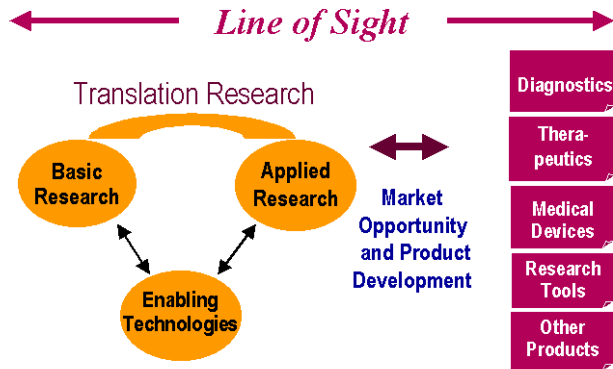 Line of Sight
Translation Research
Basic
Research
Applied
Research
Enabling
Technologies
Market
Opportunity
and Product
Development
Diagnostics
Thera-
peutics
Medical
Devices
Research
Tools
Other
Products